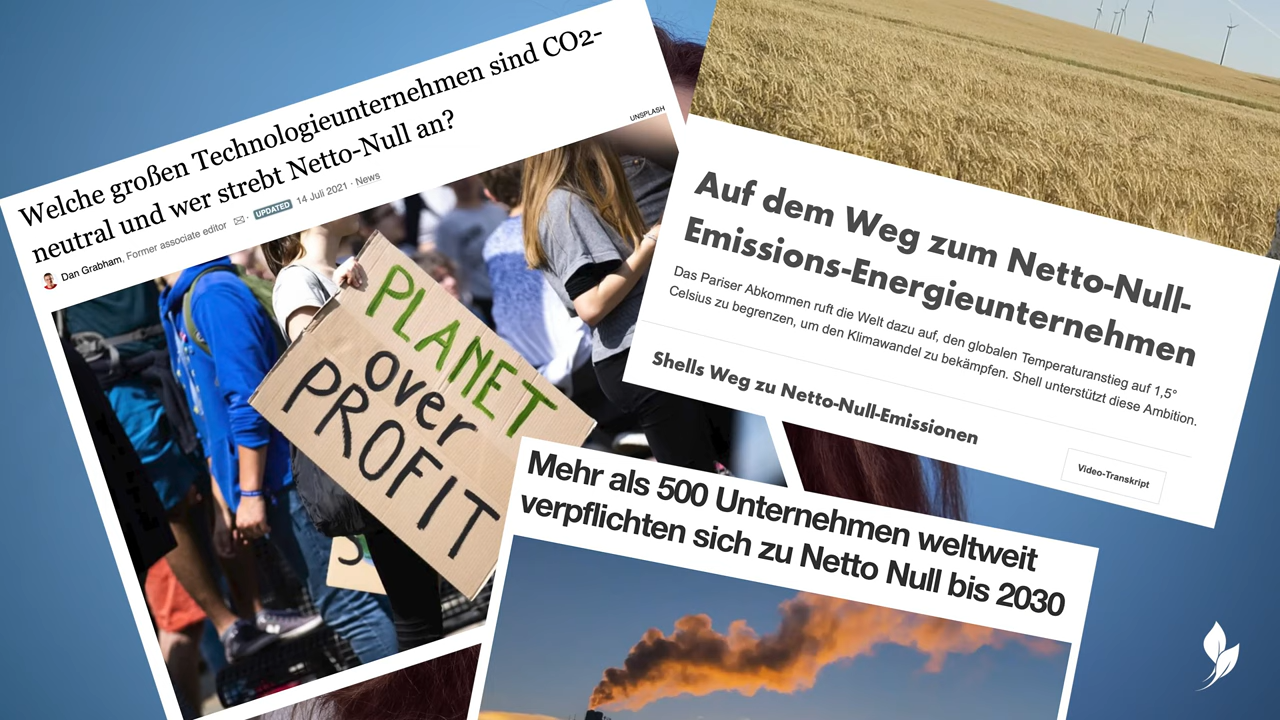 Welche großen Technologieunternehmen sind CO2-
neutral und wer strebt Netto-Null an?
Dan Grabham, Former associate editor · UPDATED 14 Juli 2021 · News
UNSPLASH
PLANET
over
PROFIT
Auf dem Weg zum Netto-Null-
Emissions-Energieunternehmen
Das Pariser Abkommen ruft die Welt dazu auf, den globalen Temperaturanstieg auf 1,5°
Celsius zu begrenzen, um den Klimawandel zu bekämpfen. Shell unterstützt diese Ambition.
Shells Weg zu Netto-Null-Emissionen
Video-Transkript
Mehr als 500 Unternehmen weltweit
verpflichten sich zu Netto Null bis 2030